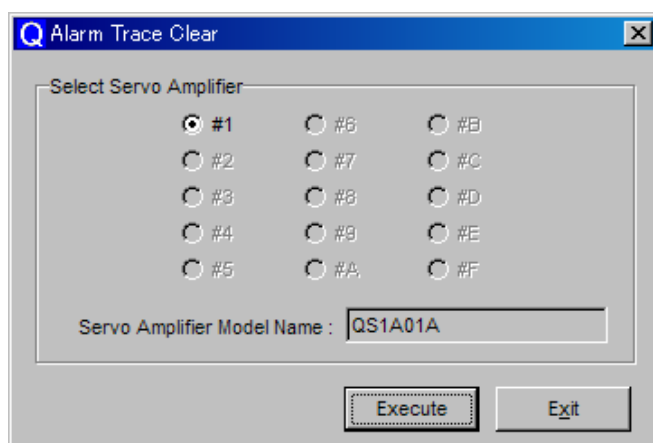 Q Alarm Trace Clear
Select Servo Amplifier
#1 #6 #B
#2 #7 #C
#3 #8 #D
#4 #9 #E
#5 #A #F
Servo Amplifier Model Name : QS1A01A
Execute Exit